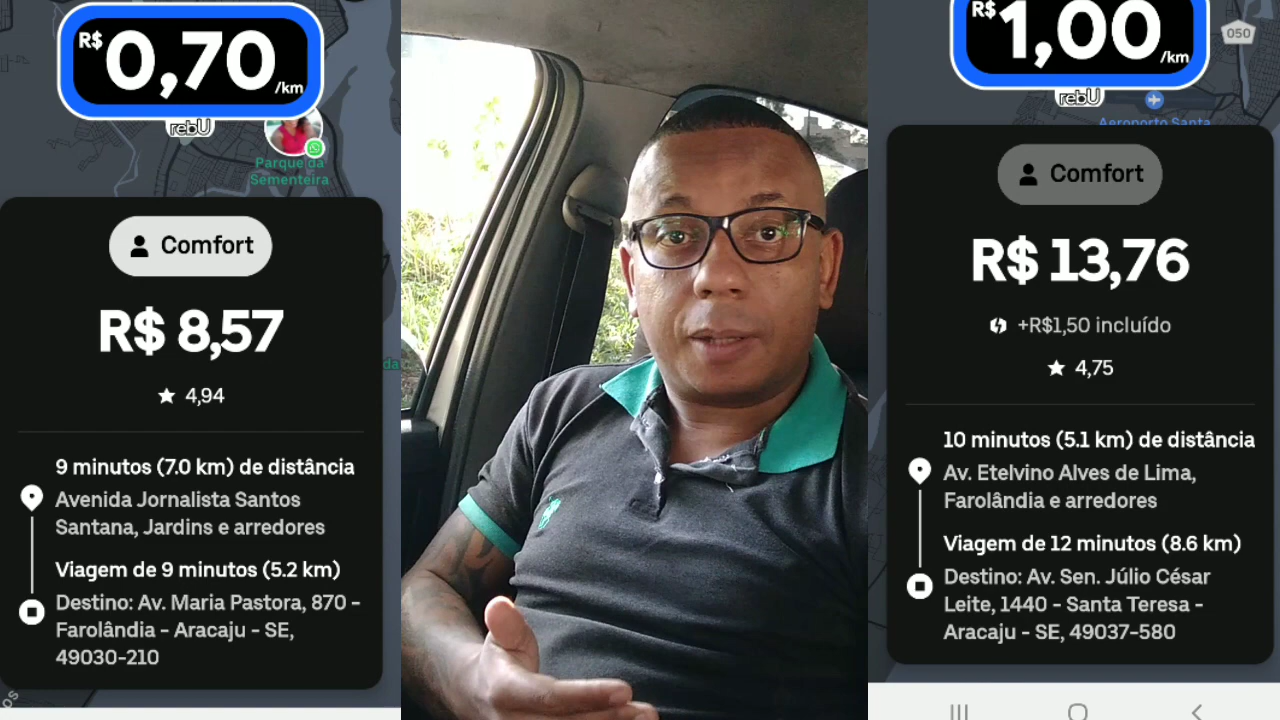 R$0,70/km
rebU
Parque da
Sementeira
Comfort
R$ 8,57
4,94
9 minutos (7.0 km) de distância
Avenida Jornalista Santos
Santana, Jardins e arredores
Viagem de 9 minutos (5.2 km)
Destino: Av. Maria Pastora, 870 -
Farolândia - Aracaju - SE,
49030-210
R$1,00/km
050
rebU
Aeroporto Santa
Comfort
R$ 13,76
+R$1,50 incluído
4,75
10 minutos (5.1 km) de distância
Av. Etelvino Alves de Lima,
Farolândia e arredores
Viagem de 12 minutos (8.6 km)
Destino: Av. Sen. Júlio César
Leite, 1440 - Santa Teresa -
Aracaju - SE, 49037-580